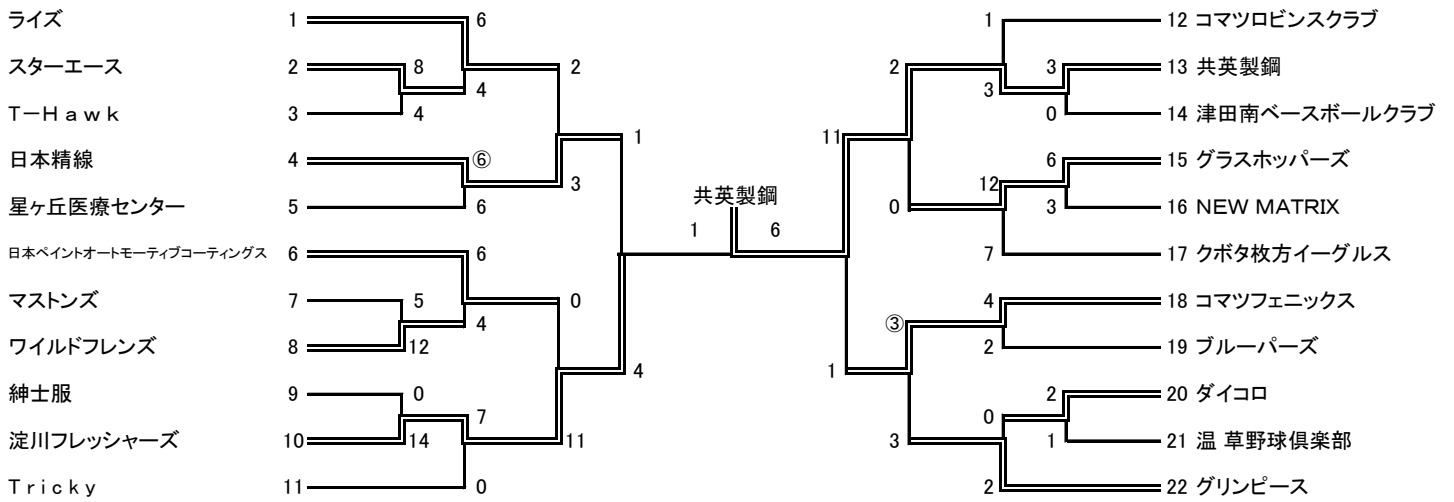 ライズ 1 6 1 12 コマツロビンスクラブ
スターエース 2 8 2 2 3 13 共英製鋼
4 3
T－Hawk 3 4 0 14 津田南ベースボールクラブ
1 11
日本精線 4 ⑥ 6 15 グラスホッパーズ
3 12
共英製鋼
星ヶ丘医療センター 5 6 0 3 16 NEW MATRIX
1 6
日本ペイントオートモーティブコーティングス 6 6 7 17 クボタ枚方イーグルス
マストンズ 7 5 0 4 18 コマツフェニックス
4 ③
ワイルドフレンズ 8 12 2 19 ブルーパーズ
4 1
紳士服 9 0 2 20 ダイコロ
7 0
淀川フレッシャーズ 10 14 11 3 1 21 温 草野球倶楽部
Tricky 11 0 2 22 グリンピース